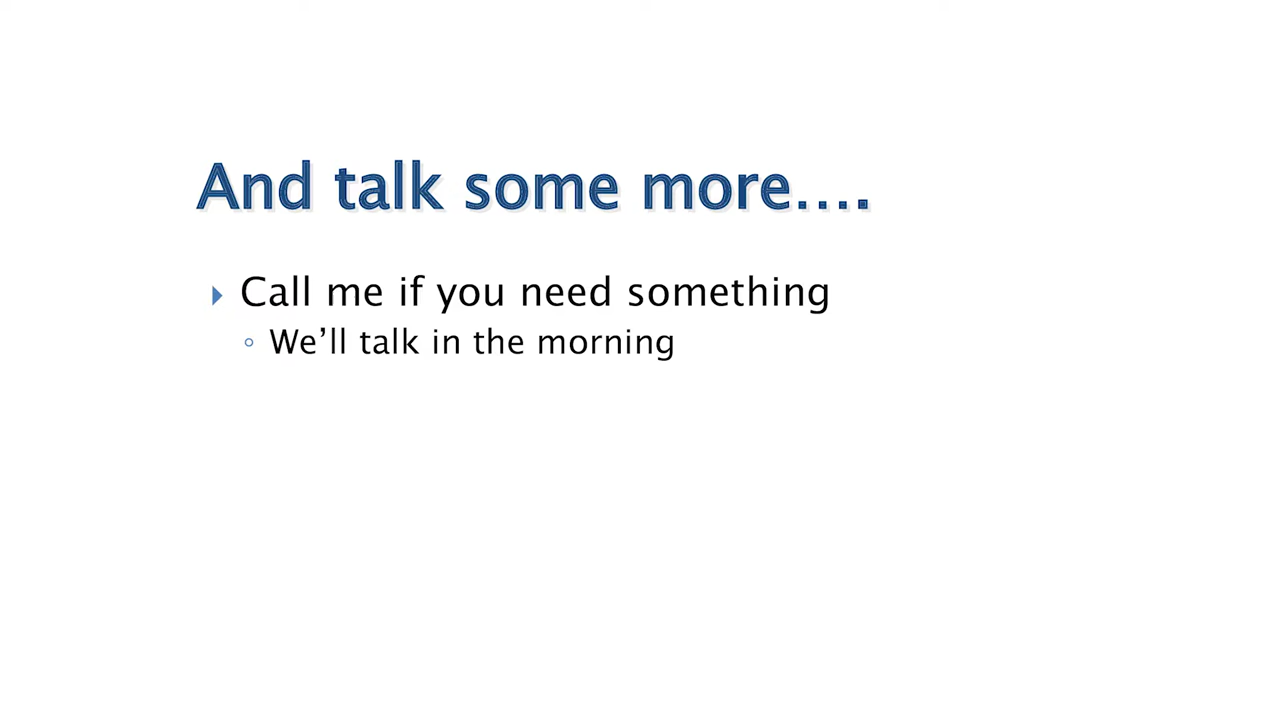 And talk some more….
Call me if you need something
We’ll talk in the morning